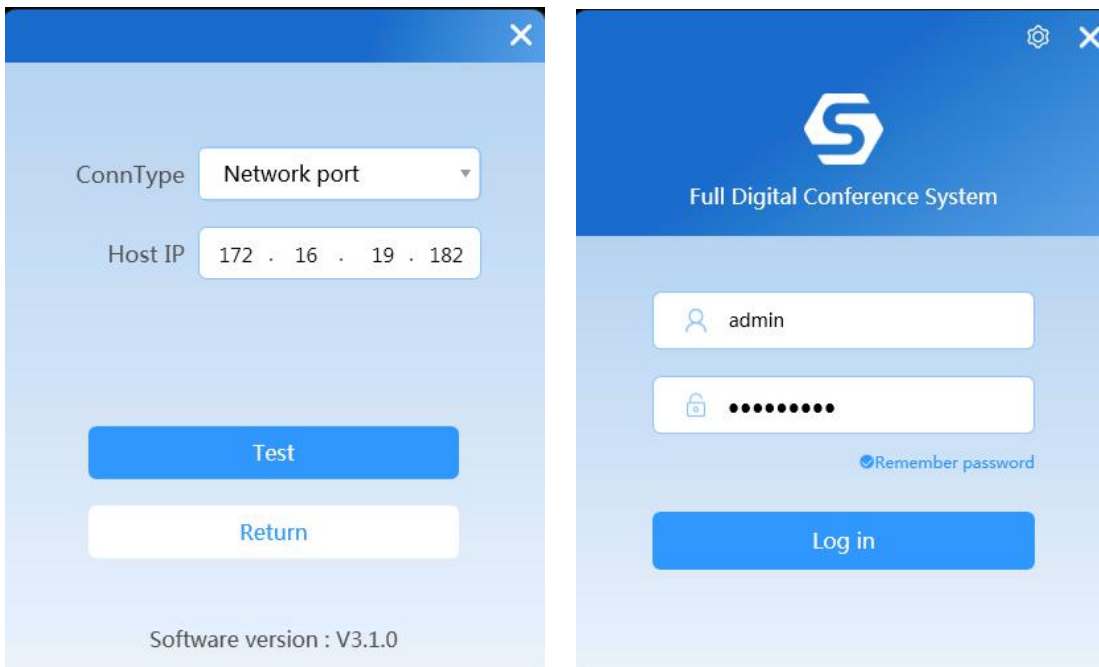 ConnType Network port
Host IP 172 . 16 . 19 . 182
Test
Return
Software version : V3.1.0
Full Digital Conference System
admin
●●●●●●●●●
Remember password
Log in